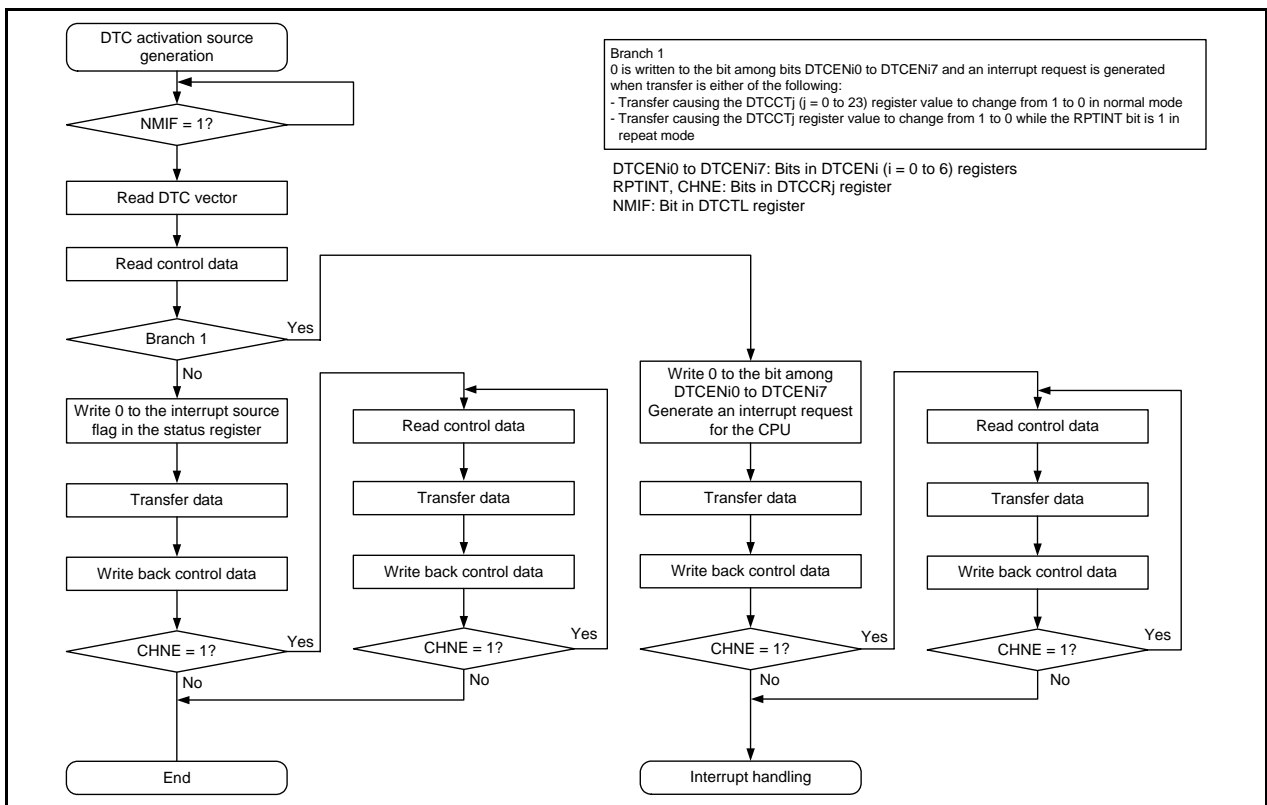 DTC activation source
generation
NMIF = 1?
Read DTC vector
Read control data
Branch 1
Yes
No
Write 0 to the interrupt source
flag in the status register
Transfer data
Write back control data
CHNE = 1?
Yes
No
End
Read control data
Transfer data
Write back control data
CHNE = 1?
Yes
No
Branch 1
0 is written to the bit among bits DTCENi0 to DTCENi7 and an interrupt request is generated
when transfer is either of the following:
- Transfer causing the DTCCTj (j = 0 to 23) register value to change from 1 to 0 in normal mode
- Transfer causing the DTCCTj register value to change from 1 to 0 while the RPTINT bit is 1 in
repeat mode
DTCENi0 to DTCENi7: Bits in DTCENi (i = 0 to 6) registers
RPTINT, CHNE: Bits in DTCCRj register
NMIF: Bit in DTCTL register
Write 0 to the bit among
DTCENi0 to DTCENi7
Generate an interrupt request
for the CPU
Transfer data
Write back control data
CHNE = 1?
Yes
No
Interrupt handling
Read control data
Transfer data
Write back control data
CHNE = 1?
Yes
No